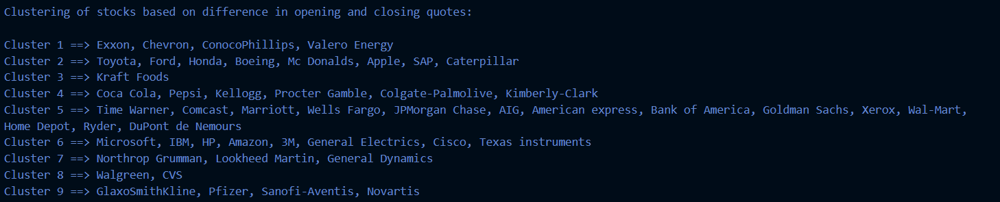 Clustering of stocks based on difference in opening and closing quotes:
Cluster 1 ==> Exxon, Chevron, ConocoPhillips, Valero Energy
Cluster 2 ==> Toyota, Ford, Honda, Boeing, Mc Donalds, Apple, SAP, Caterpillar
Cluster 3 ==> Kraft Foods
Cluster 4 ==> Coca Cola, Pepsi, Kellogg, Procter Gamble, Colgate-Palmolive, Kimberly-Clark
Cluster 5 ==> Time Warner, Comcast, Marriott, Wells Fargo, JPMorgan Chase, AIG, American express, Bank of America, Goldman Sachs, Xerox, Wal-Mart,
Home Depot, Ryder, DuPont de Nemours
Cluster 6 ==> Microsoft, IBM, HP, Amazon, 3M, General Electrics, Cisco, Texas instruments
Cluster 7 ==> Northrop Grumman, Lookheed Martin, General Dynamics
Cluster 8 ==> Walgreen, CVS
Cluster 9 ==> GlaxoSmithKline, Pfizer, Sanofi-Aventis, Novartis